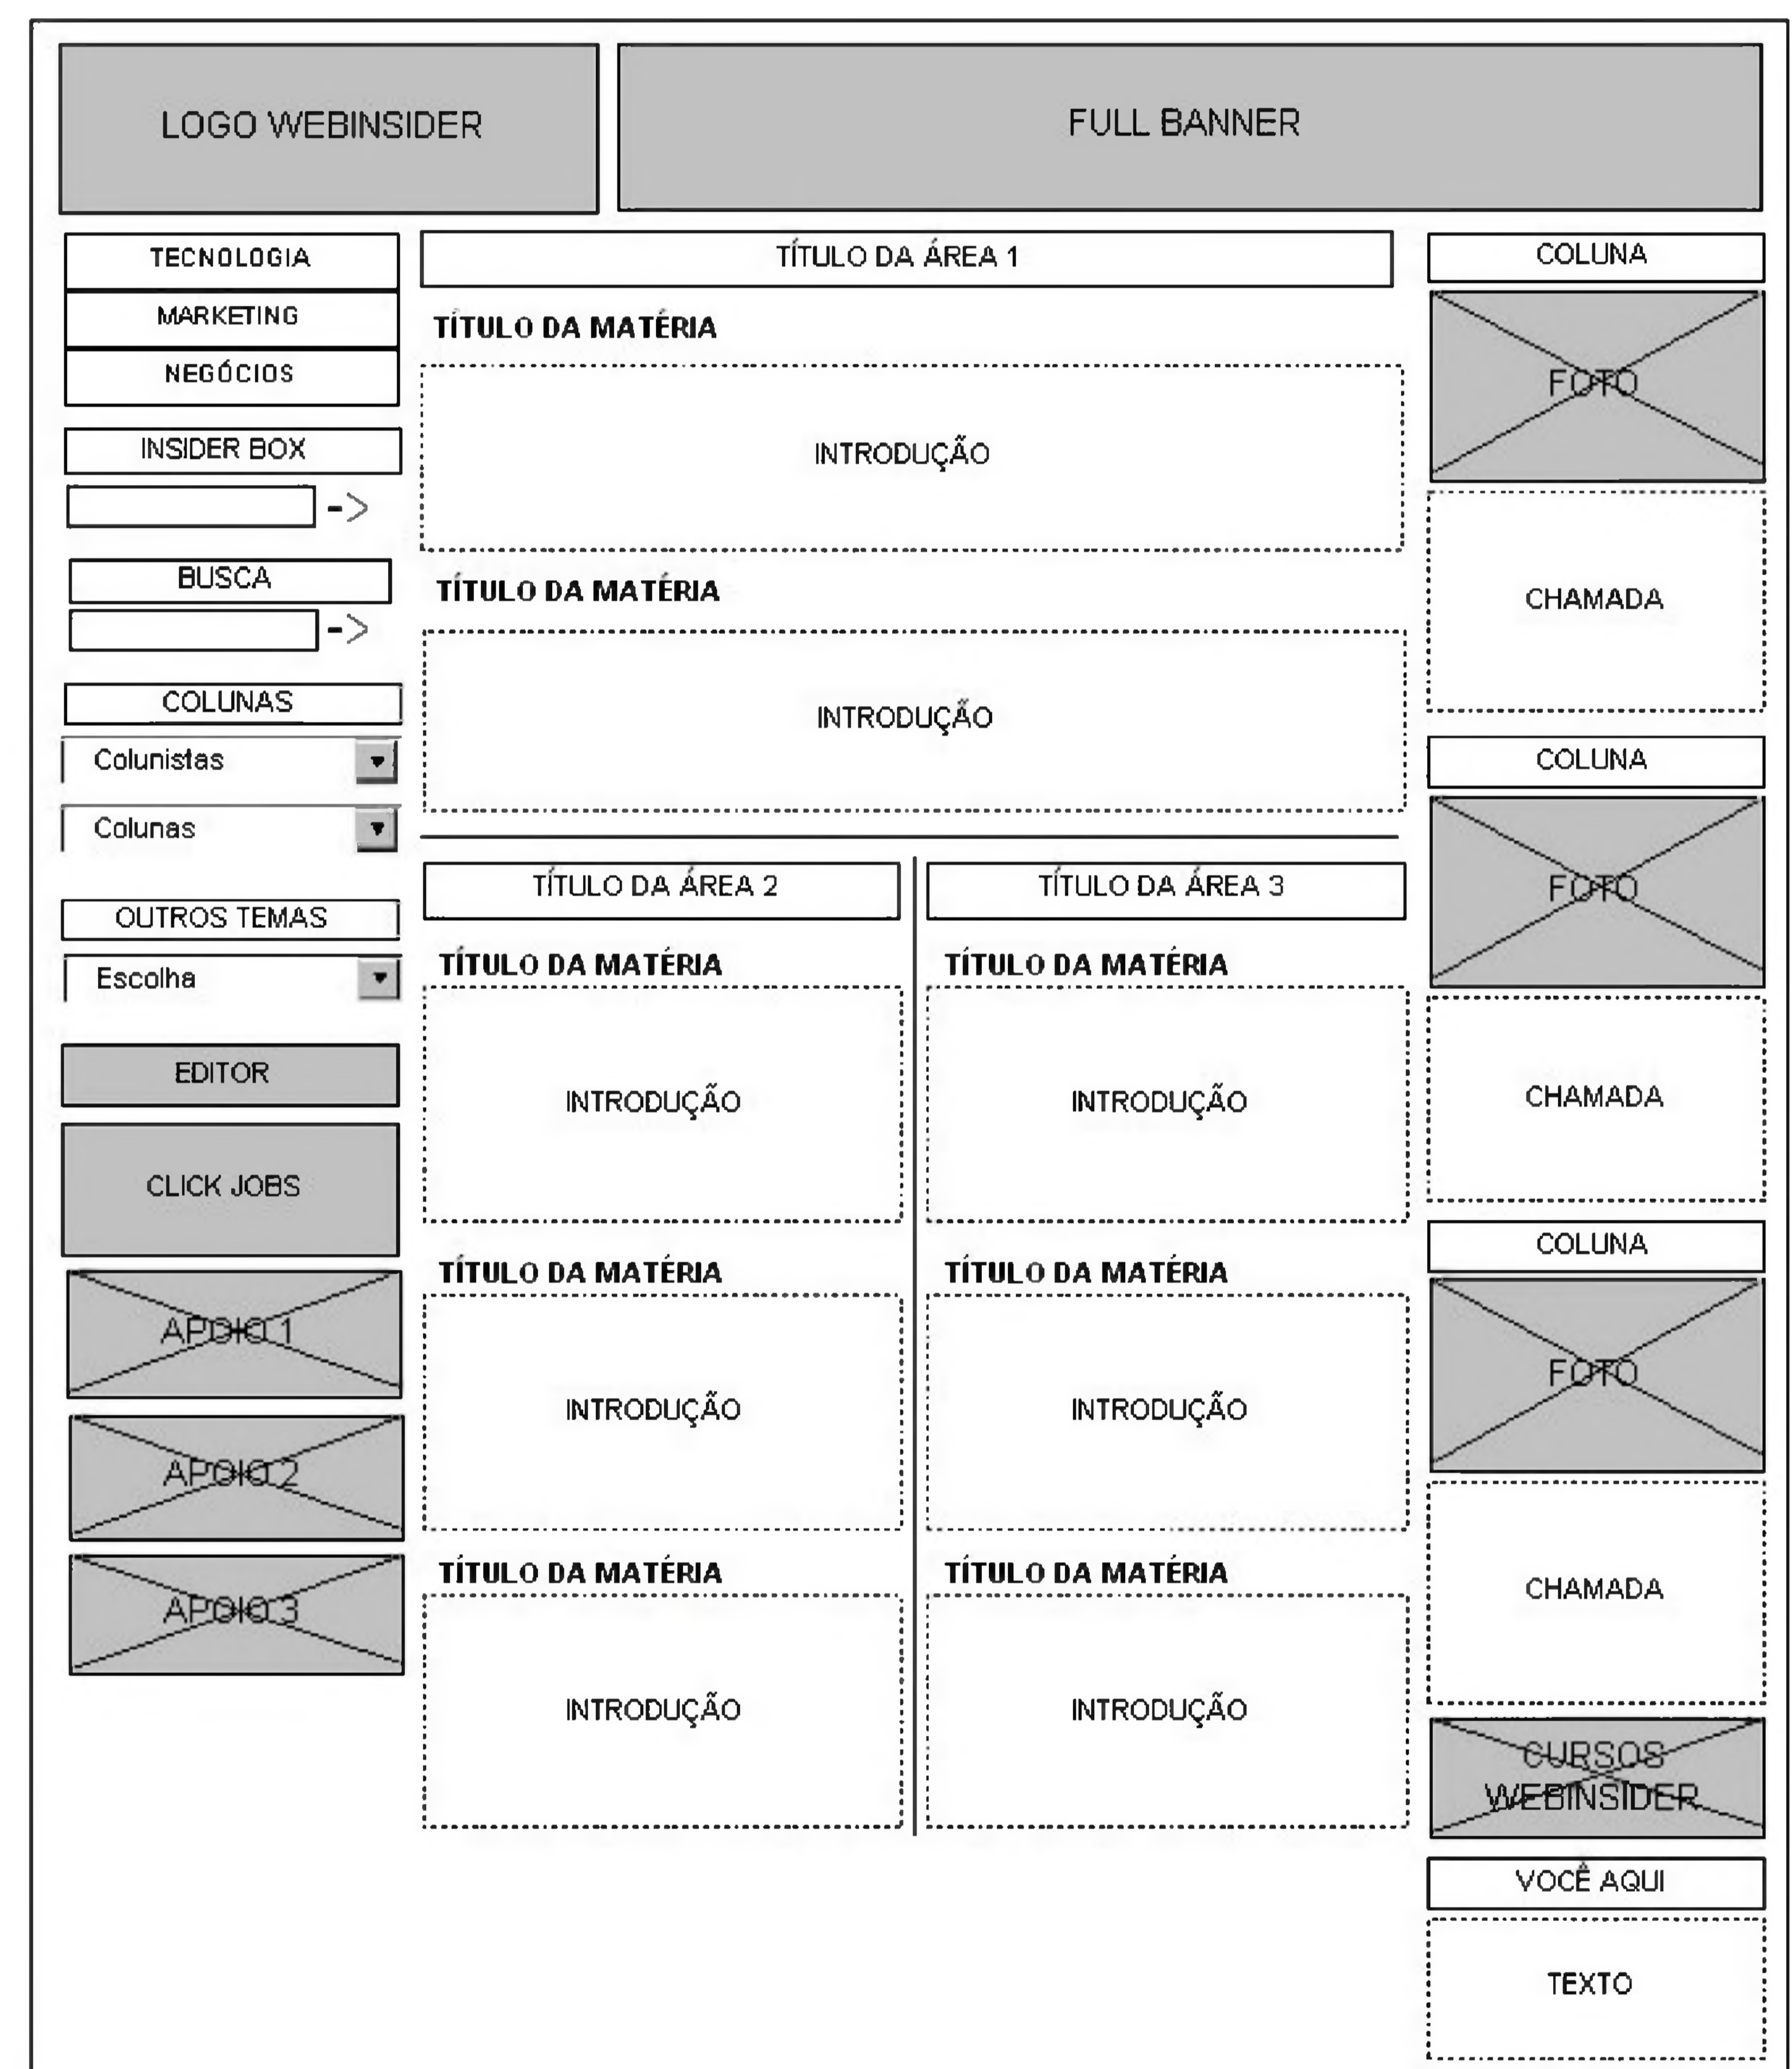 LOGO WEBINSIDER
FULL BANNER
TECNOLOGIA
MARKETING
NEGÓCIOS
INSIDER BOX
->
BUSCA
->
COLUNAS
Colunistas
Colunas
OUTROS TEMAS
Escolha
EDITOR
CLICK JOBS
APOIO 1
APOIO 2
APOIO 3
TÍTULO DA ÁREA 1
TÍTULO DA MATÉRIA
INTRODUÇÃO
TÍTULO DA MATÉRIA
INTRODUÇÃO
TÍTULO DA ÁREA 2
TÍTULO DA MATÉRIA
INTRODUÇÃO
TÍTULO DA MATÉRIA
INTRODUÇÃO
TÍTULO DA MATÉRIA
INTRODUÇÃO
TÍTULO DA ÁREA 3
TÍTULO DA MATÉRIA
INTRODUÇÃO
TÍTULO DA MATÉRIA
INTRODUÇÃO
TÍTULO DA MATÉRIA
INTRODUÇÃO
COLUNA
FOTO
CHAMADA
COLUNA
FOTO
CHAMADA
COLUNA
FOTO
CHAMADA
CURSOS
WEBINSIDER
VOCÊ AQUI
TEXTO